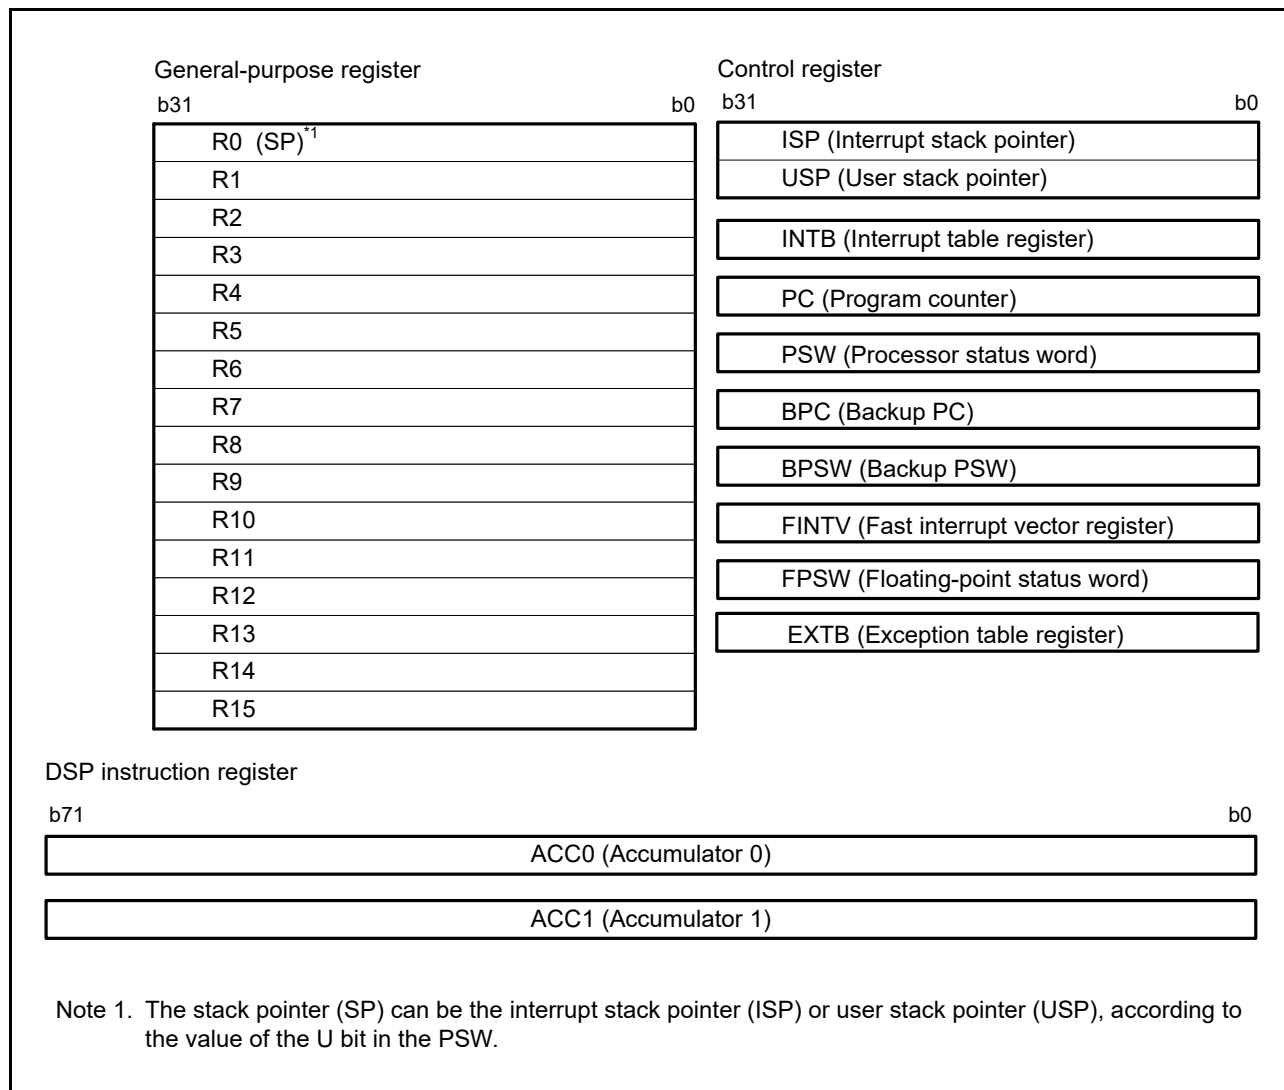 General-purpose register
b31 b0
R0 (SP)*1
R1
R2
R3
R4
R5
R6
R7
R8
R9
R10
R11
R12
R13
R14
R15
Control register
b31 b0
ISP (Interrupt stack pointer)
USP (User stack pointer)
INTB (Interrupt table register)
PC (Program counter)
PSW (Processor status word)
BPC (Backup PC)
BPSW (Backup PSW)
FINTV (Fast interrupt vector register)
FPSW (Floating-point status word)
EXTB (Exception table register)
DSP instruction register
b71 b0
ACC0 (Accumulator 0)
ACC1 (Accumulator 1)
Note 1. The stack pointer (SP) can be the interrupt stack pointer (ISP) or user stack pointer (USP), according to
the value of the U bit in the PSW.